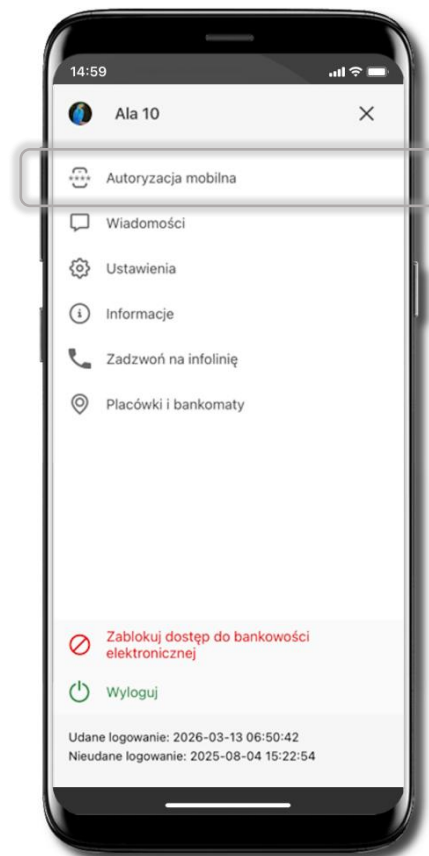 14:59
Ala 10
Autoryzacja mobilna
Wiadomości
Ustawienia
Informacje
Zadzwoń na infolinię
Placówki i bankomaty
Zablokuj dostęp do bankowości
elektronicznej
Wyloguj
Udane logowanie: 2026-03-13 06:50:42
Nieudane logowanie: 2025-08-04 15:22:54